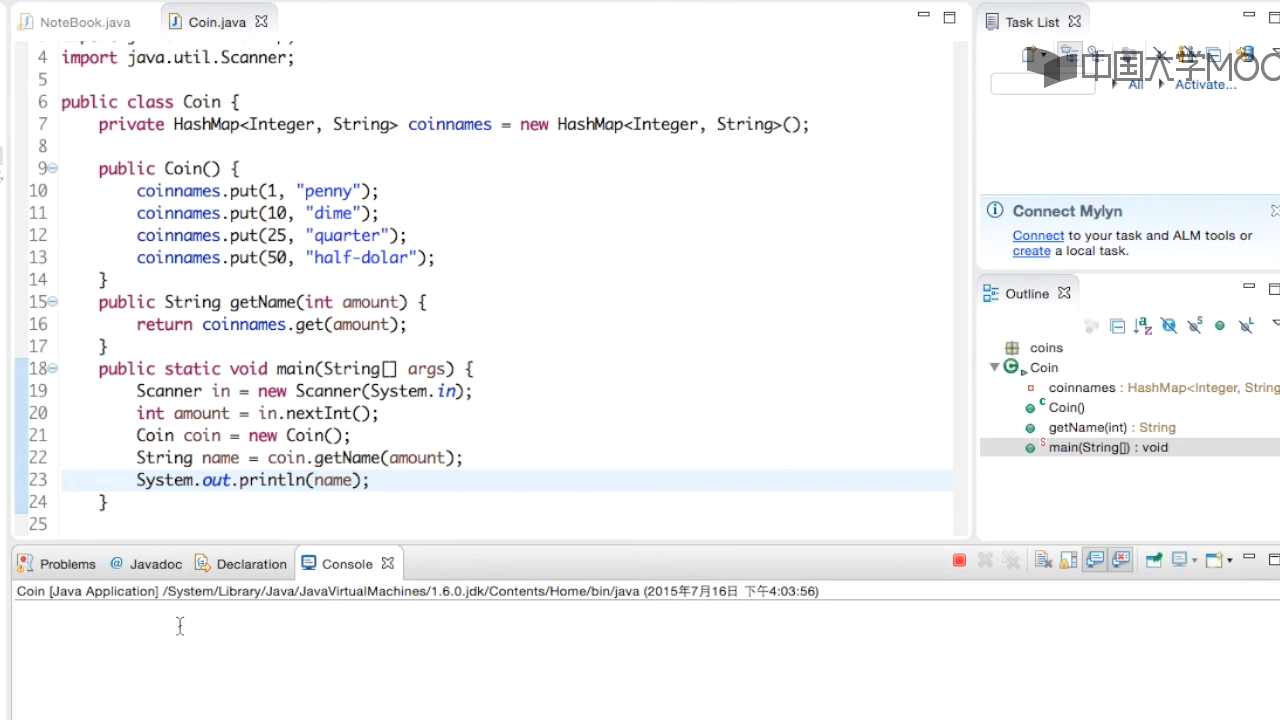 NoteBook.java
Coin.java
4 import java.util.Scanner;
5
6 public class Coin {
7 private HashMap<Integer, String> coinnames = new HashMap<Integer, String>();
8
9 public Coin() {
10 coinnames.put(1, "penny");
11 coinnames.put(10, "dime");
12 coinnames.put(25, "quarter");
13 coinnames.put(50, "half-dolar");
14 }
15 public String getName(int amount) {
16 return coinnames.get(amount);
17 }
18 public static void main(String[] args) {
19 Scanner in = new Scanner(System.in);
20 int amount = in.nextInt();
21 Coin coin = new Coin();
22 String name = coin.getName(amount);
23 System.out.println(name);
24 }
25
Task List
中国大学MOO
All
Activate...
Connect Mylyn
Connect to your task and ALM tools or
create a local task.
Outline
coins
Coin
coinnames : HashMap<Integer, String
Coin()
getName(int) : String
main(String[]) : void
Problems
@ Javadoc
Declaration
Console
Coin [Java Application] /System/Library/Java/JavaVirtualMachines/1.6.0.jdk/Contents/Home/bin/java (2015年7月16日 下午4:03:56)